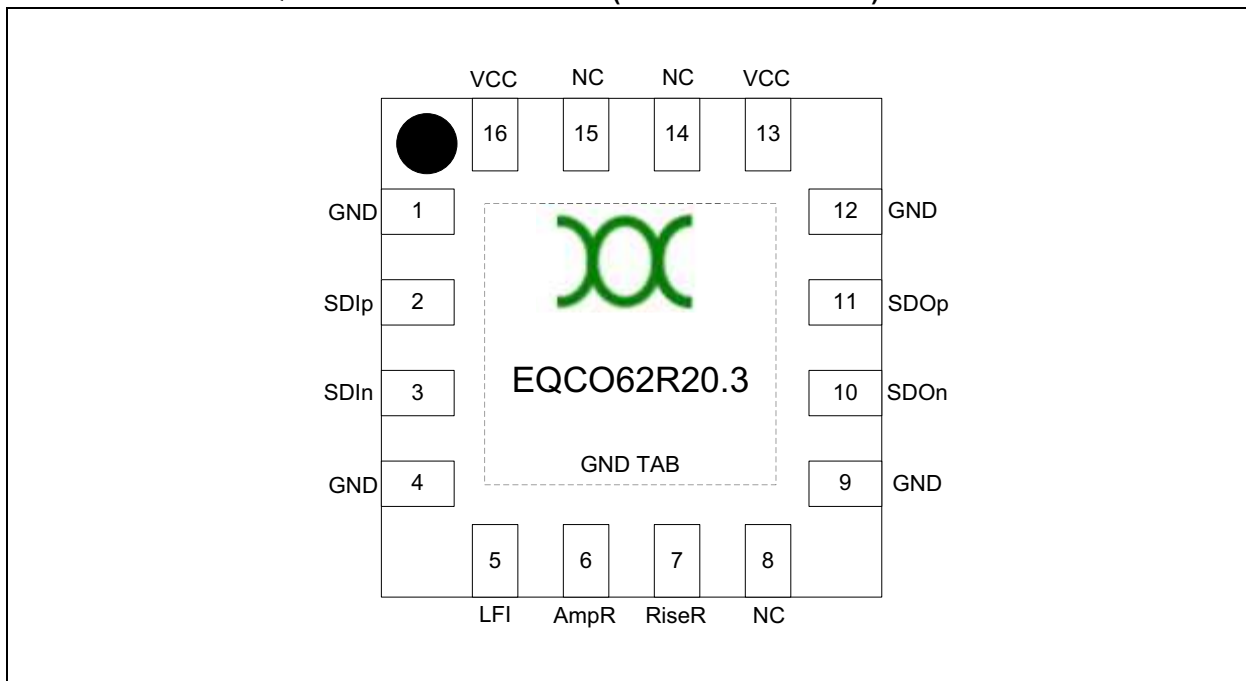 VCC NC NC VCC
16 15 14 13
GND 1 12 GND
SDIp 2 11 SDOp
SDIn 3 10 SDOn
EQCO62R20.3
GND TAB
GND 4 9 GND
5 6 7 8
LFI AmpR RiseR NC